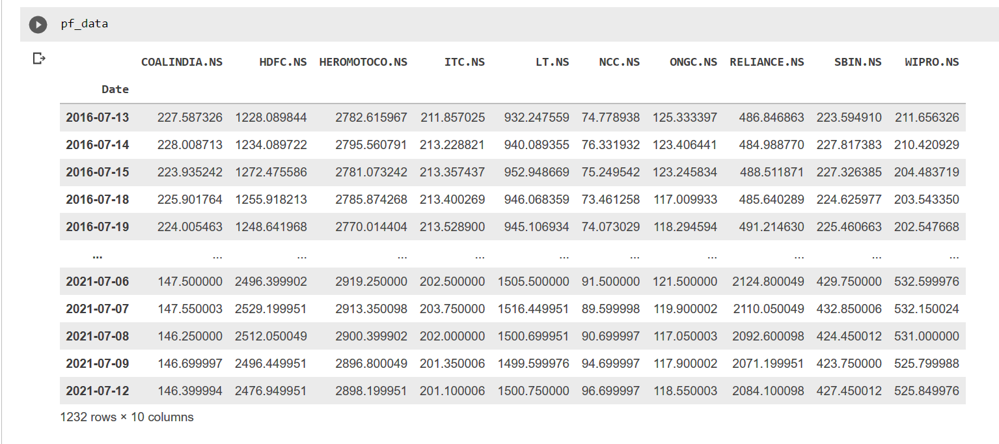 pf_data
COALINDIA.NS HDFC.NS HEROMOTOCO.NS ITC.NS LT.NS NCC.NS ONGC.NS RELIANCE.NS SBIN.NS WIPRO.NS
Date
2016-07-13 227.587326 1228.089844 2782.615967 211.857025 932.247559 74.778938 125.333397 486.846863 223.594910 211.656326
2016-07-14 228.008713 1234.089722 2795.560791 213.228821 940.089355 76.331932 123.406441 484.988770 227.817383 210.420929
2016-07-15 223.935242 1272.475586 2781.073242 213.357437 952.948669 75.249542 123.245834 488.511871 227.326385 204.483719
2016-07-18 225.901764 1255.918213 2785.874268 213.400269 946.068359 73.461258 117.009933 485.640289 224.625977 203.543350
2016-07-19 224.005463 1248.641968 2770.014404 213.528900 945.106934 74.073029 118.294594 491.214630 225.460663 202.547668
... ... ... ... ... ... ... ... ... ... ...
2021-07-06 147.500000 2496.399902 2919.250000 202.500000 1505.500000 91.500000 121.500000 2124.800049 429.750000 532.599976
2021-07-07 147.550003 2529.199951 2913.350098 203.750000 1516.449951 89.599998 119.900002 2110.050049 432.850006 532.150024
2021-07-08 146.250000 2512.050049 2900.399902 202.000000 1500.699951 90.699997 117.050003 2092.600098 424.450012 531.000000
2021-07-09 146.699997 2496.449951 2896.800049 201.350006 1499.599976 94.699997 117.900002 2071.199951 423.750000 525.799988
2021-07-12 146.399994 2476.949951 2898.199951 201.100006 1500.750000 96.699997 118.550003 2084.100098 427.450012 525.849976
1232 rows × 10 columns